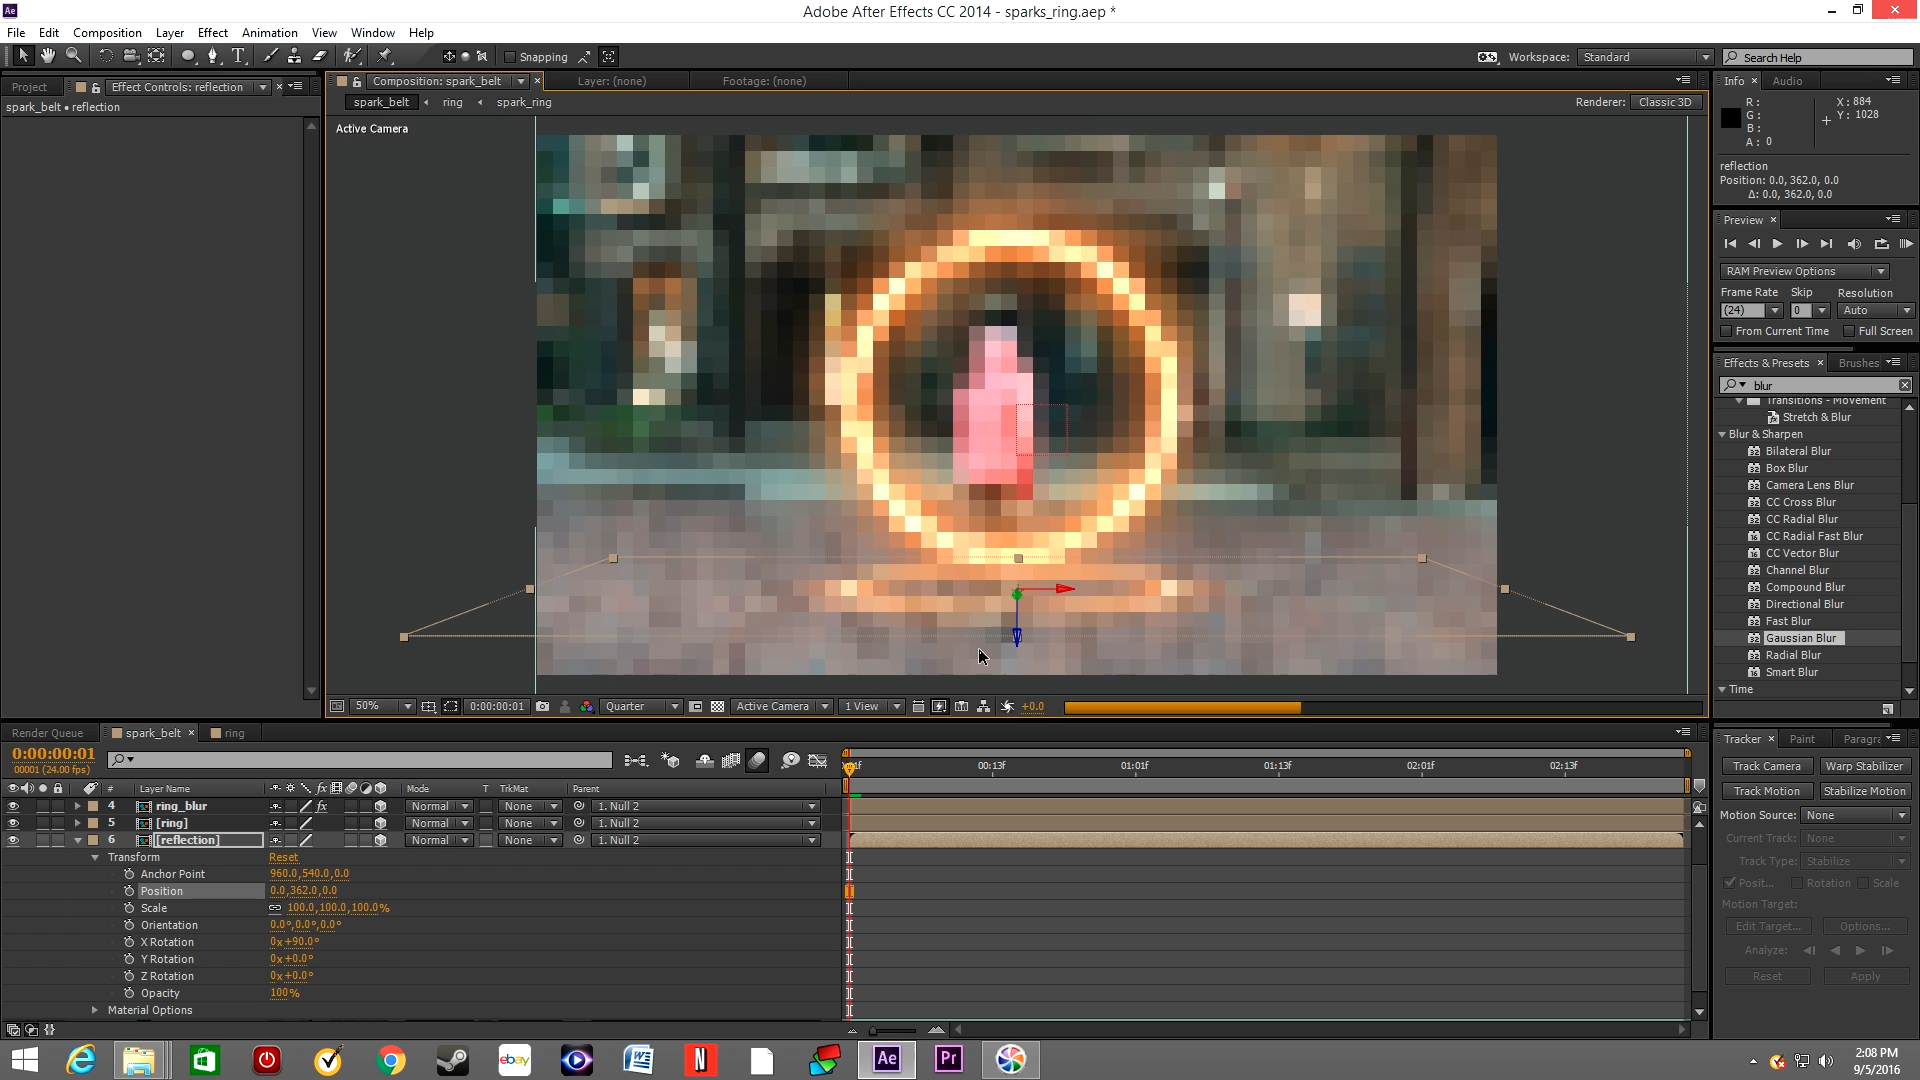 Ae
Adobe After Effects CC 2014 - sparks_ring.aep *
File Edit Composition Layer Effect Animation View Window Help
Snapping
Workspace: Standard
Search Help
Project
Effect Controls: reflection
spark_belt • reflection
Composition: spark_belt
Layer: (none)
Footage: (none)
spark_belt ring spark_ring
Renderer: Classic 3D
Active Camera
50%
0:00:00:01
Quarter
Active Camera
1 View
+0.0
Info Audio
R:
G:
B:
A: 0
X: 884
Y: 1028
reflection
Position: 0.0, 362.0, 0.0
Δ: 0.0, 362.0, 0.0
Preview
RAM Preview Options
Frame Rate Skip Resolution
(24) 0 Auto
From Current Time Full Screen
Effects & Presets Brushes
blur
Transitions - Movement
Stretch & Blur
Blur & Sharpen
Bilateral Blur
Box Blur
Camera Lens Blur
CC Cross Blur
CC Radial Blur
CC Radial Fast Blur
CC Vector Blur
Channel Blur
Compound Blur
Directional Blur
Fast Blur
Gaussian Blur
Radial Blur
Smart Blur
Time
Render Queue spark_belt ring
0:00:00:01
00001 (24.00 fps)
00:13f 01:01f 01:13f 02:01f 02:13f
# Layer Name Mode T TrkMat Parent
4 ring_blur Normal None 1. Null 2
5 [ring] Normal None 1. Null 2
6 [reflection] Normal None 1. Null 2
Transform Reset
Anchor Point 960.0,540.0,0.0
Position 0.0,362.0,0.0
Scale 100.0,100.0,100.0%
Orientation 0.0°,0.0°,0.0°
X Rotation 0x+90.0°
Y Rotation 0x+0.0°
Z Rotation 0x+0.0°
Opacity 100%
Material Options
Tracker Paint Paragra
Track Camera Warp Stabilizer
Track Motion Stabilize Motion
Motion Source: None
Current Track: None
Track Type: Stabilize
Posit... Rotation Scale
Motion Target:
Edit Target... Options...
Analyze:
Reset Apply
ebay
N
Ae
Pr
2:08 PM
9/5/2016